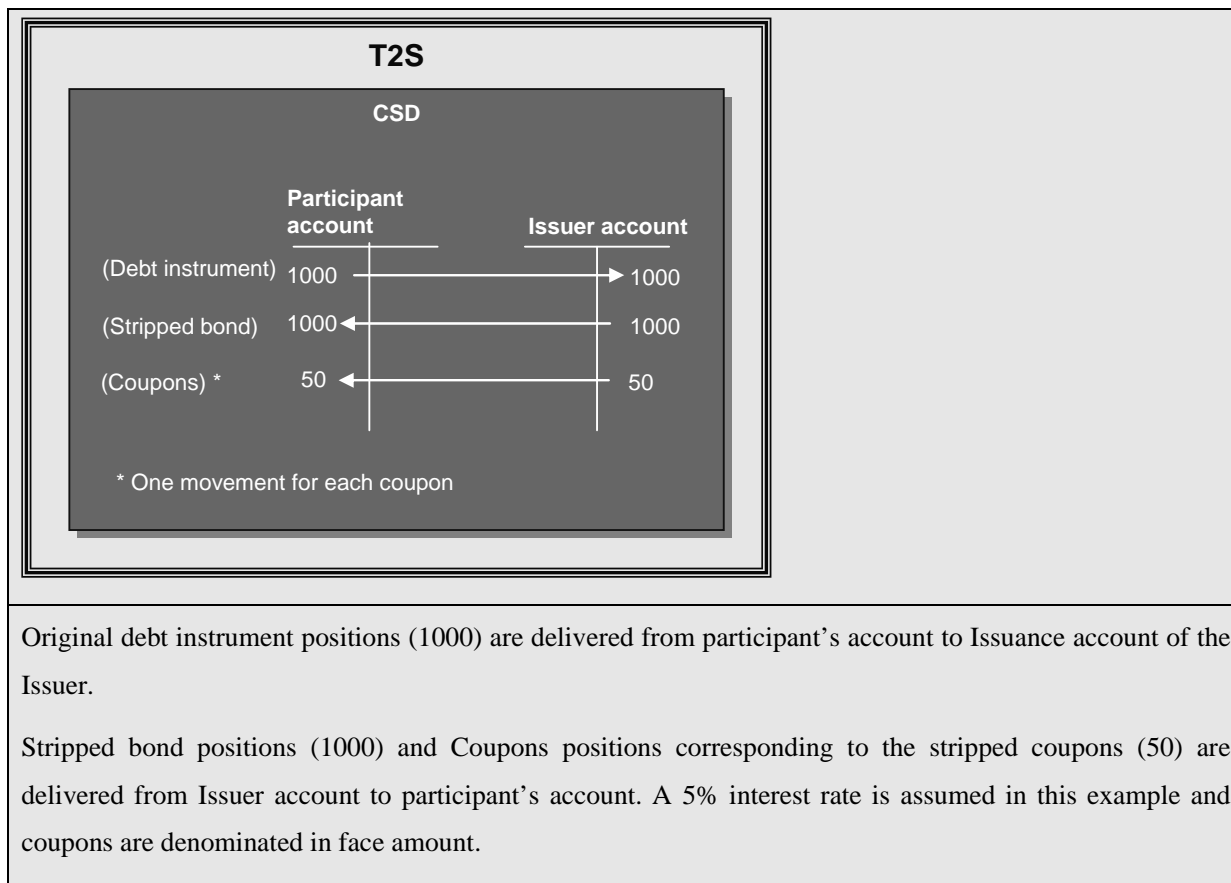 T2S
CSD
Participant
account
Issuer account
(Debt instrument) 1000 1000
(Stripped bond) 1000 1000
(Coupons) * 50 50
* One movement for each coupon
Original debt instrument positions (1000) are delivered from participant’s account to Issuance account of the
Issuer.
Stripped bond positions (1000) and Coupons positions corresponding to the stripped coupons (50) are
delivered from Issuer account to participant’s account. A 5% interest rate is assumed in this example and
coupons are denominated in face amount.